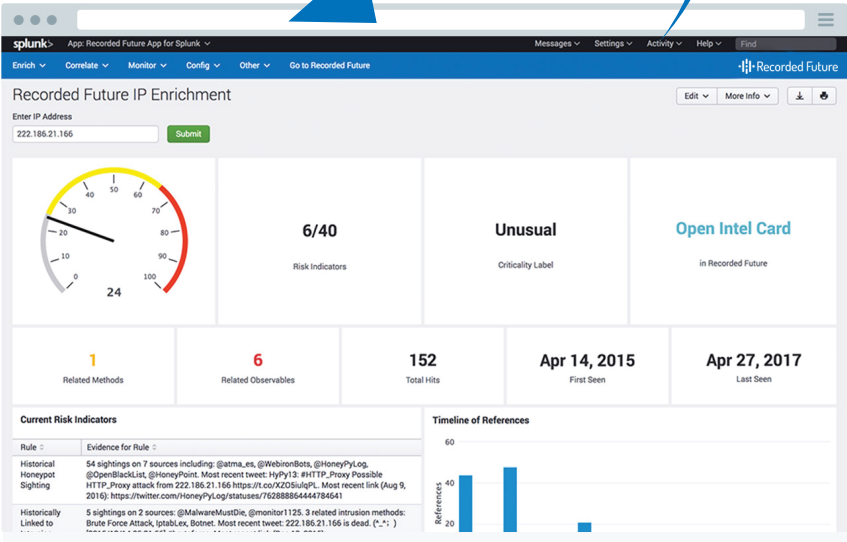 splunk> App: Recorded Future App for Splunk Messages Settings Activity Help Find
Enrich Correlate Monitor Config Other Go to Recorded Future Recorded Future
Recorded Future IP Enrichment Edit More Info
Enter IP Address
222.186.21.166 Submit
0 10 20 30 40 50 60 70 80 90 100
24
6/40
Risk Indicators
Unusual
Criticality Label
Open Intel Card
in Recorded Future
1
Related Methods
6
Related Observables
152
Total Hits
Apr 14, 2015
First Seen
Apr 27, 2017
Last Seen
Current Risk Indicators
Rule Evidence for Rule
Historical Honeypot Sighting
54 sightings on 7 sources including: @atma_es, @WebironBots, @HoneyPyLog,
@OpenBlackList, @HoneyPoint. Most recent tweet: HyPy13: #HTTP_Proxy Possible
HTTP_Proxy attack from 222.186.21.166 https://t.co/XZO5iulqPL. Most recent link (Aug 9,
2016): https://twitter.com/HoneyPyLog/statuses/762888864444784641
Historically Linked to
5 sightings on 2 sources: @MalwareMustDie, @monitor1125. 3 related intrusion methods:
Brute Force Attack, IptabLex, Botnet. Most recent tweet: 222.186.21.166 is dead. (^_^; )
Timeline of References
References
60
40
20